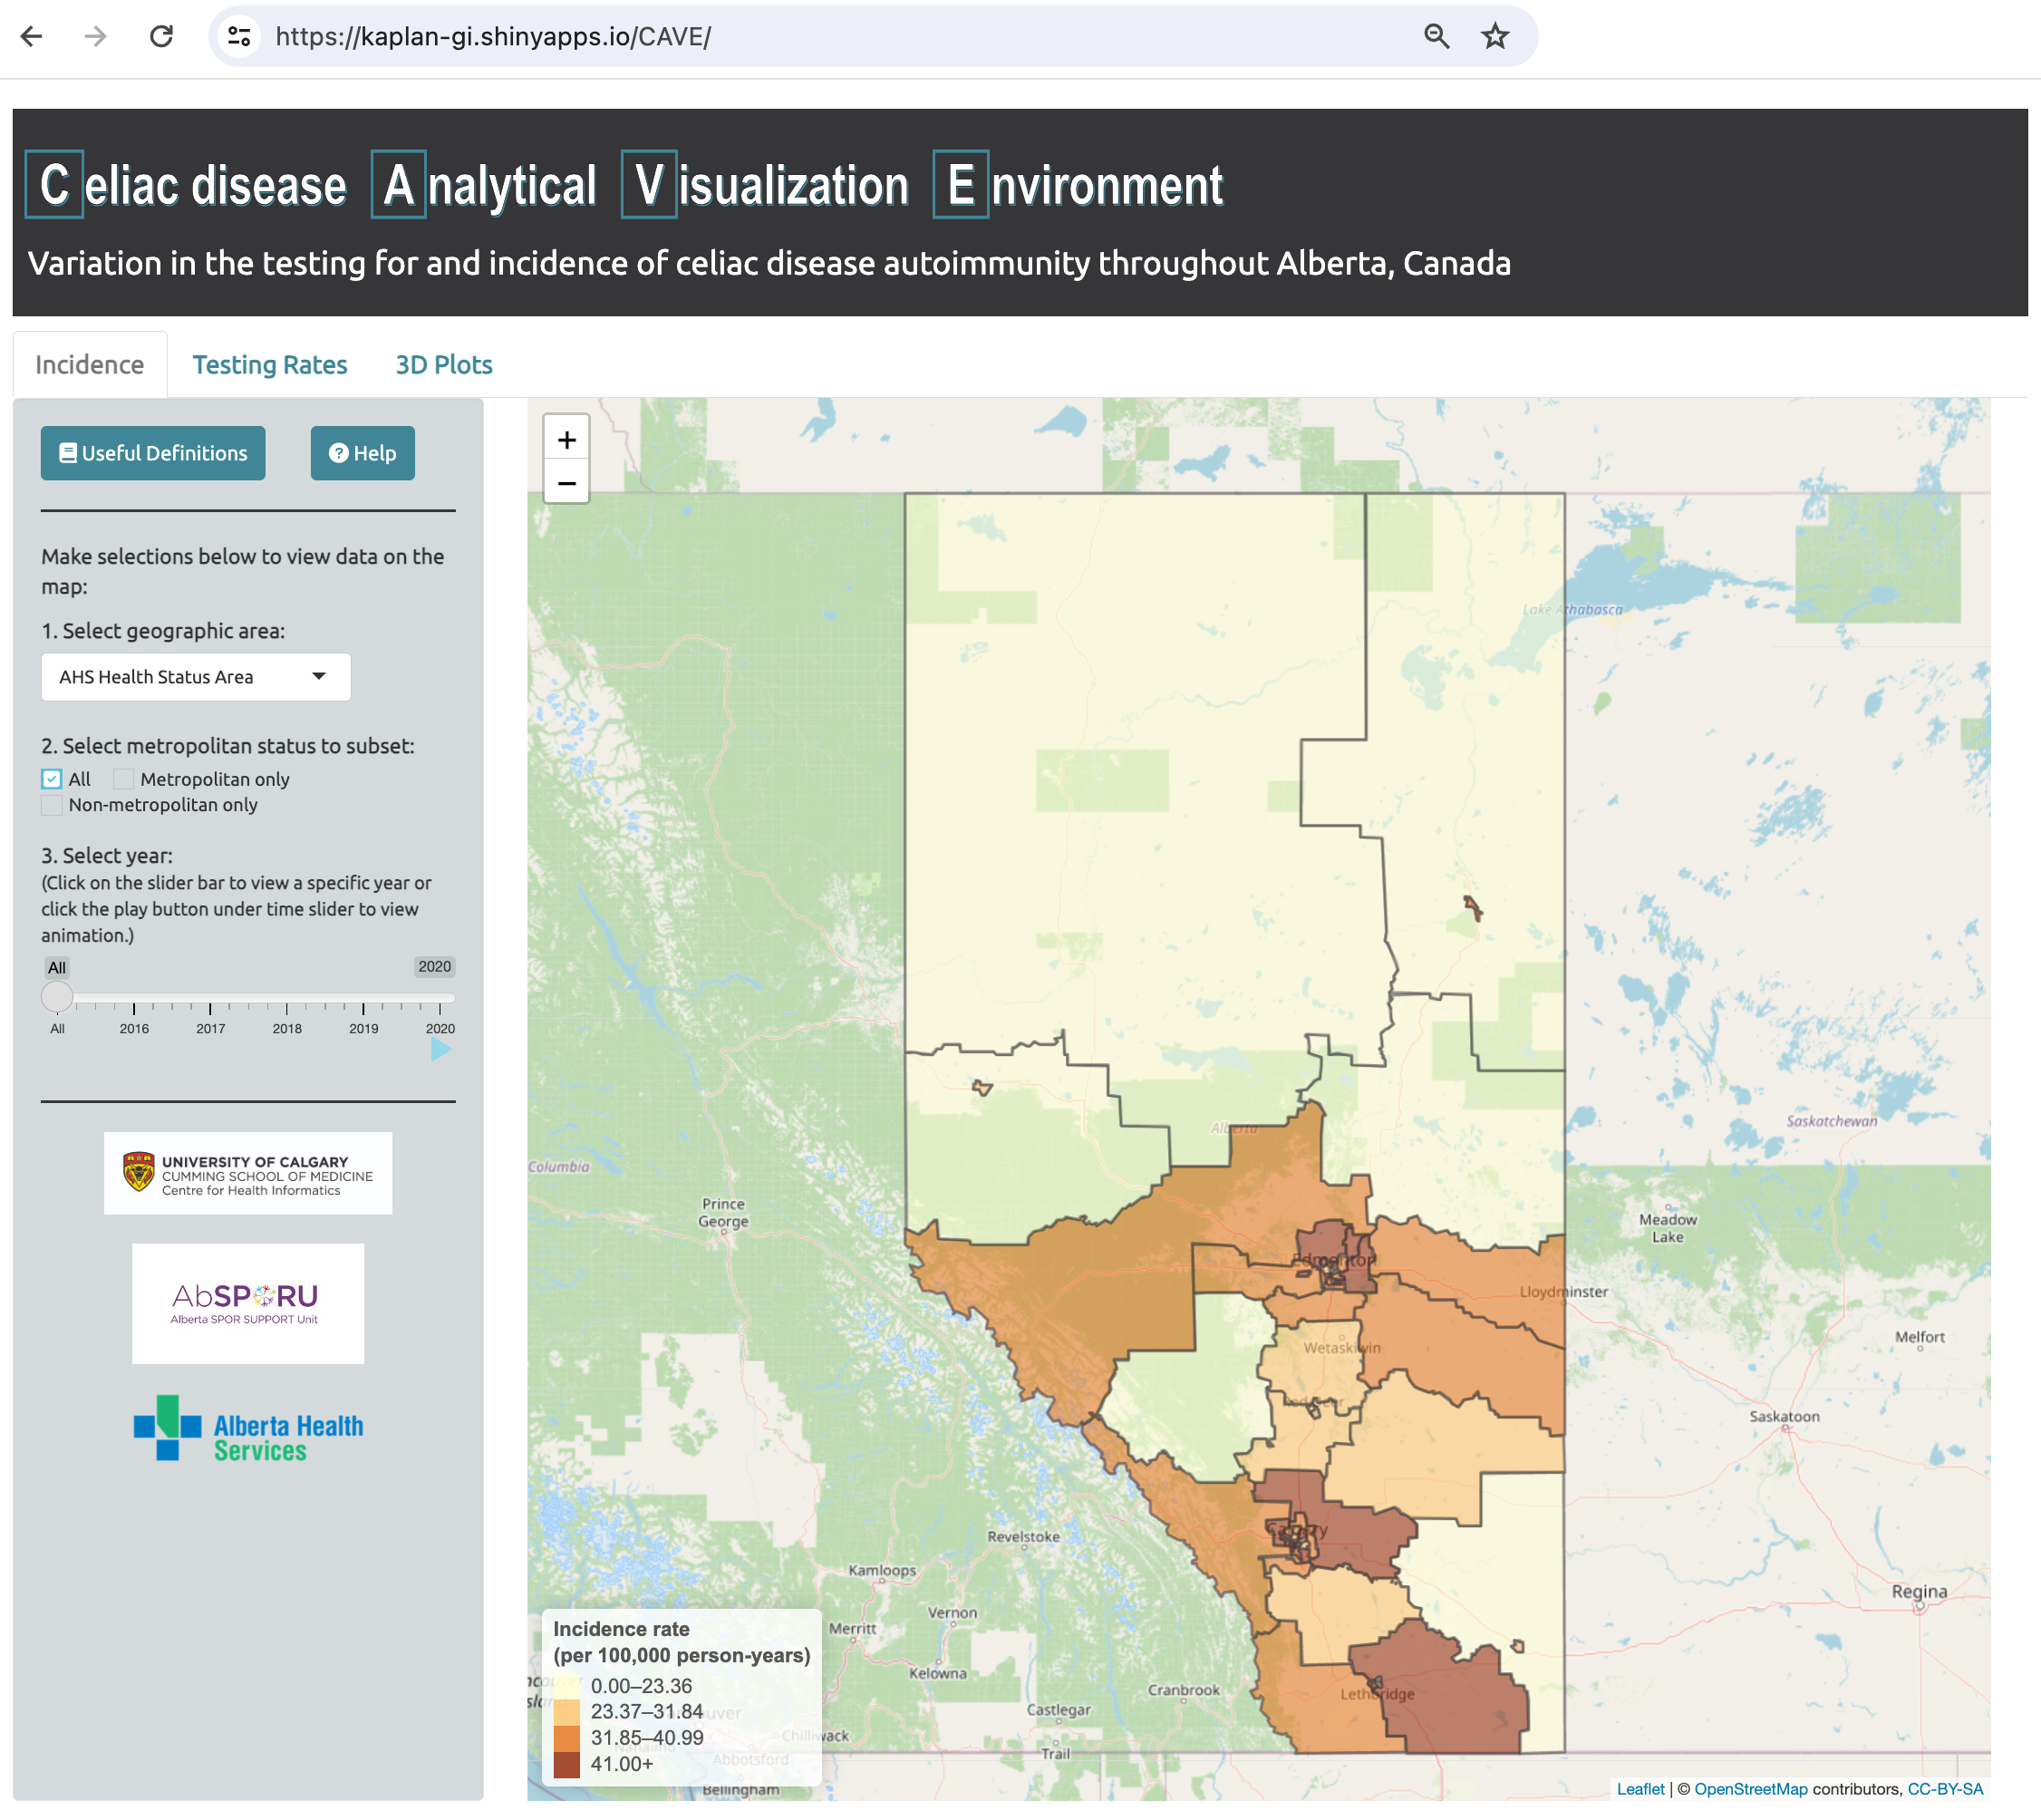 https://kaplan-gi.shinyapps.io/CAVE/
Celiac disease Analytical Visualization Environment
Variation in the testing for and incidence of celiac disease autoimmunity throughout Alberta, Canada
Incidence Testing Rates 3D Plots
Useful Definitions Help
Make selections below to view data on the
map:
1. Select geographic area:
AHS Health Status Area
2. Select metropolitan status to subset:
All Metropolitan only
Non-metropolitan only
3. Select year:
(Click on the slider bar to view a specific year or
click the play button under time slider to view
animation.)
All 2020
All 2016 2017 2018 2019 2020
UNIVERSITY OF CALGARY
CUMMING SCHOOL OF MEDICINE
Centre for Health Informatics
AbSPORU
Alberta SPOR SUPPORT Unit
Alberta Health
Services
+
−
Lake Athabasca
Alberta
Saskatchewan
Columbia
Prince
George
Meadow
Lake
Edmonton
Lloydminster
Melfort
Wetaskiwin
Red Deer
Saskatoon
Calgary
Revelstoke
Kamloops
Regina
Vernon
Merritt
Kelowna
Cranbrook
Lethbridge
Castlegar
Trail
Chilliwack
Nanaimo
Abbotsford
Bellingham
Incidence rate
(per 100,000 person-years)
0.00–23.36
23.37–31.84
31.85–40.99
41.00+
Leaflet | © OpenStreetMap contributors, CC-BY-SA